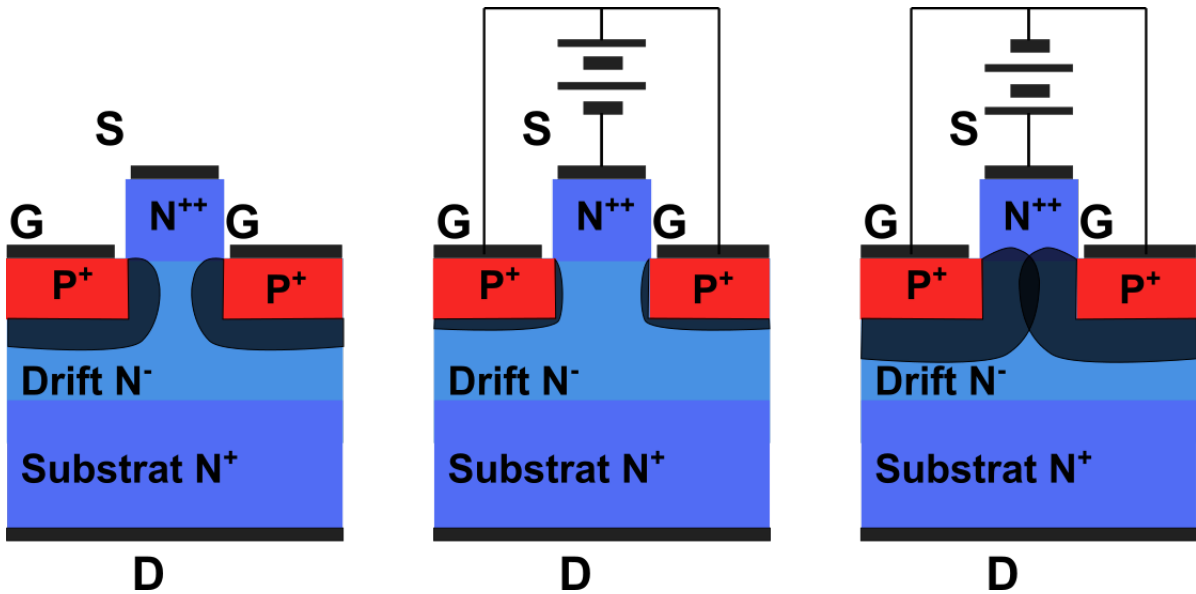 S
N++
G
G
P+
P+
Drift N-
Substrat N+
D
S
N++
G
G
P+
P+
Drift N-
Substrat N+
D
S
N++
G
G
P+
P+
Drift N-
Substrat N+
D